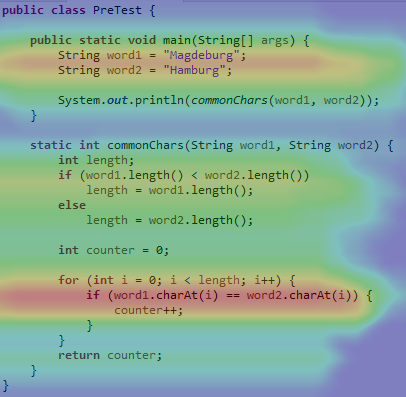 public class PreTest {
public static void main(String[] args) {
String word1 = "Magdeburg";
String word2 = "Hamburg";
System.out.println(commonChars(word1, word2));
}
static int commonChars(String word1, String word2) {
int length;
if (word1.length() < word2.length())
length = word1.length();
else
length = word2.length();
int counter = 0;
for (int i = 0; i < length; i++) {
if (word1.charAt(i) == word2.charAt(i)) {
counter++;
}
}
return counter;
}
}